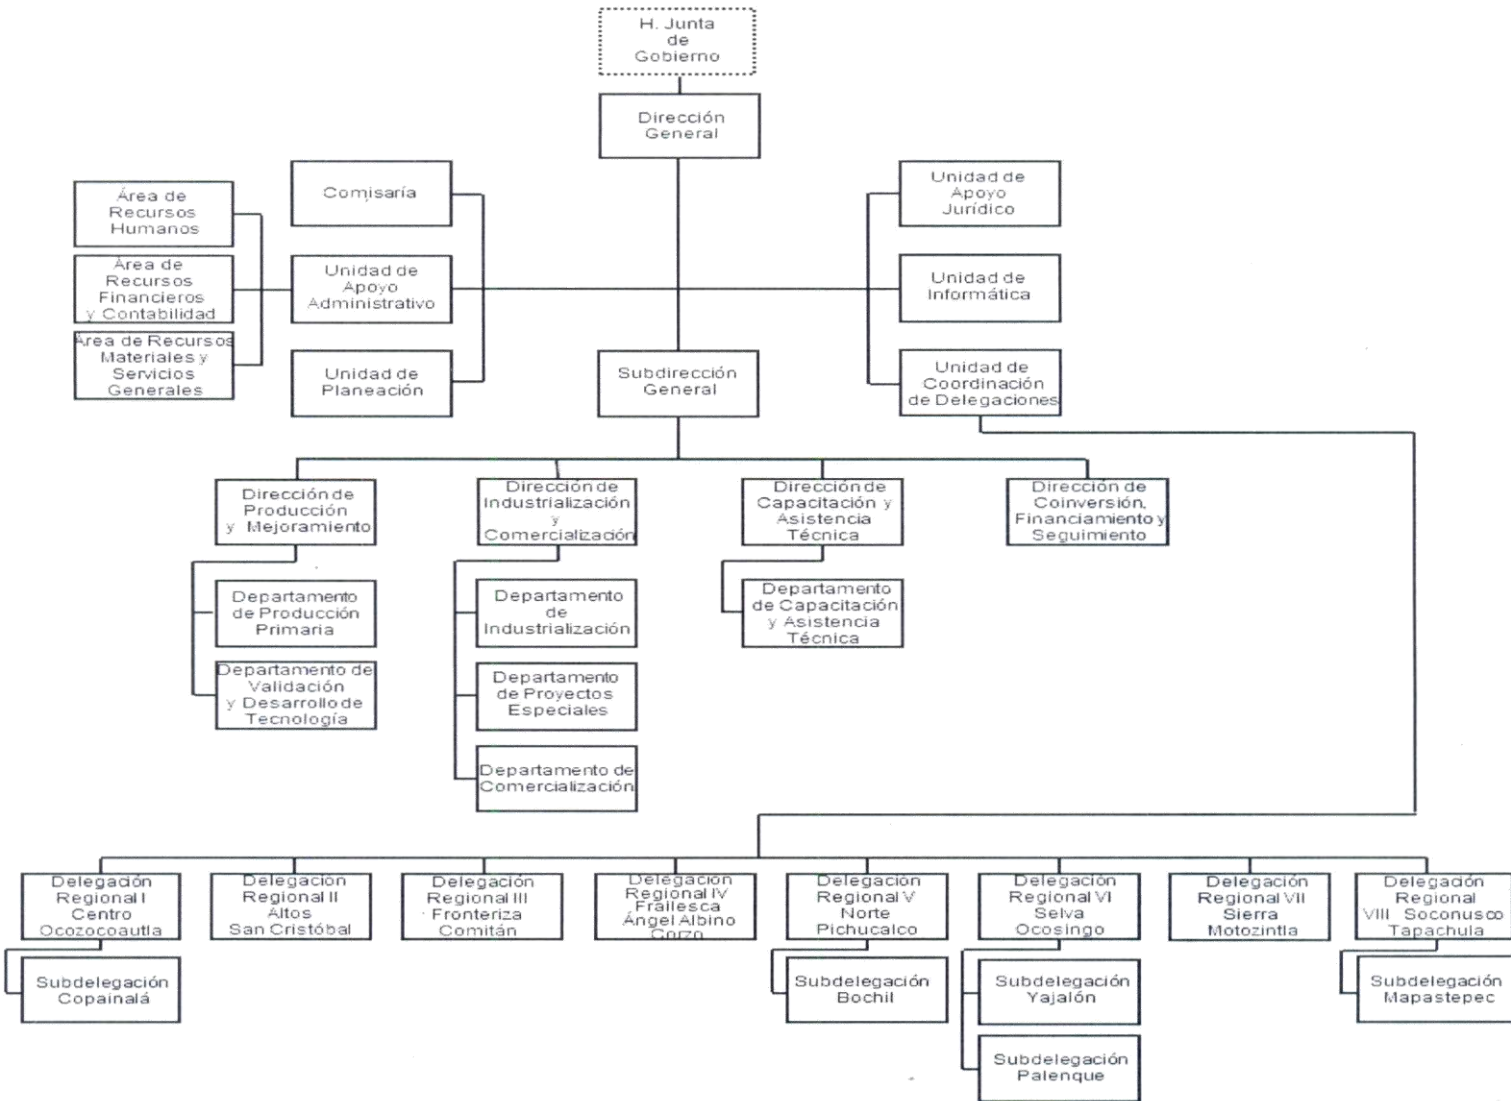 H. Junta
de
Gobierno
Dirección
General
Comisaría
Unidad de
Apoyo
Jurídico
Área de
Recursos
Humanos
Área de
Recursos
Financieros
y Contabilidad
Unidad de
Apoyo
Administrativo
Unidad de
Informática
Área de Recursos
Materiales y
Servicios
Generales
Unidad de
Planeación
Subdirección
General
Unidad de
Coordinación
de Delegaciones
Dirección de
Producción
y Mejoramiento
Dirección de
Industrialización
y
Comercialización
Dirección de
Capacitación y
Asistencia
Técnica
Dirección de
Coinversión,
Financiamiento y
Seguimiento
Departamento
de Producción
Primaria
Departamento
de
Industrialización
Departamento
de Capacitación
y Asistencia
Técnica
Departamento de
Validación
y Desarrollo de
Tecnología
Departamento
de Proyectos
Especiales
Departamento de
Comercialización
Delegación
Regional I
Centro
Ocozocoautla
Delegación
Regional II
Altos
San Cristóbal
Delegación
Regional III
Fronteriza
Comitán
Delegación
Regional IV
Frailesca
Ángel Albino
Corzo
Delegación
Regional V
Norte
Pichucalco
Delegación
Regional VI
Selva
Ocosingo
Delegación
Regional VII
Sierra
Motozintla
Delegación
Regional
VIII Soconusco
Tapachula
Subdelegación
Copainalá
Subdelegación
Bochil
Subdelegación
Yajalón
Subdelegación
Mapastepec
Subdelegación
Palenque